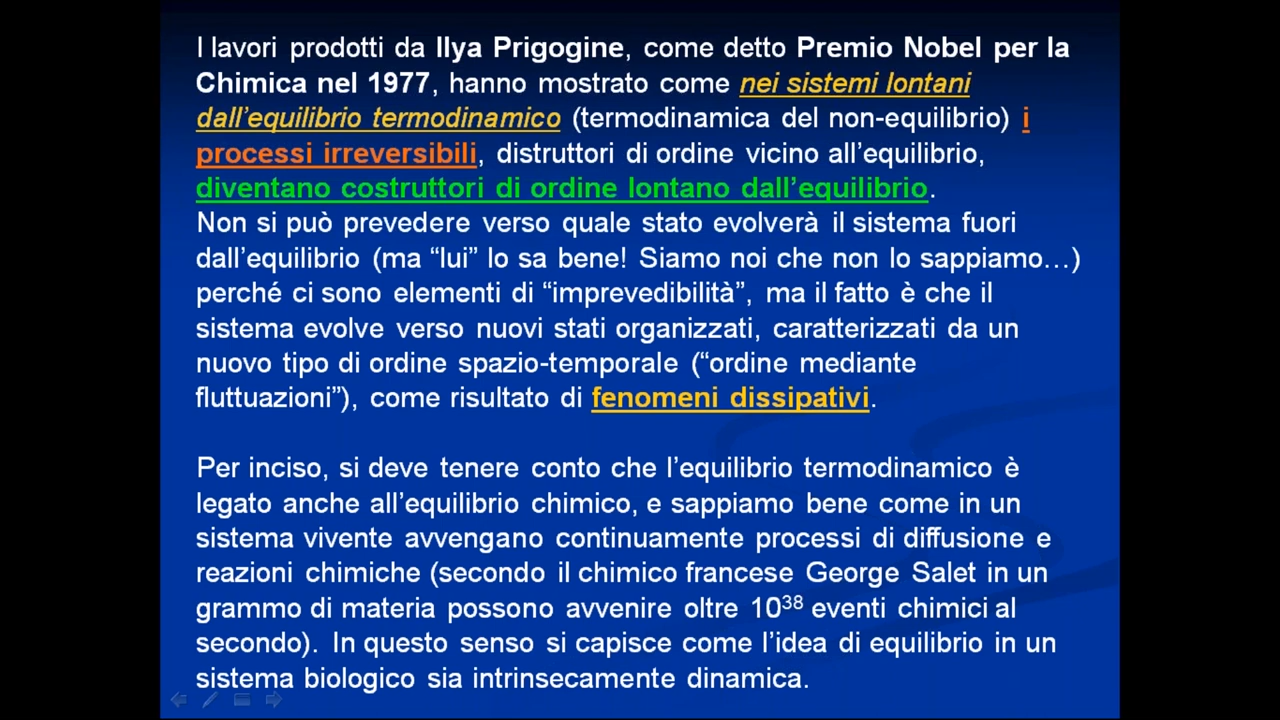 I lavori prodotti da Ilya Prigogine, come detto Premio Nobel per la
Chimica nel 1977, hanno mostrato come nei sistemi lontani
dall’equilibrio termodinamico (termodinamica del non-equilibrio) i
processi irreversibili, distruttori di ordine vicino all’equilibrio,
diventano costruttori di ordine lontano dall’equilibrio.
Non si può prevedere verso quale stato evolverà il sistema fuori
dall’equilibrio (ma “lui” lo sa bene! Siamo noi che non lo sappiamo…)
perché ci sono elementi di “imprevedibilità”, ma il fatto è che il
sistema evolve verso nuovi stati organizzati, caratterizzati da un
nuovo tipo di ordine spazio-temporale (“ordine mediante
fluttuazioni”), come risultato di fenomeni dissipativi.
Per inciso, si deve tenere conto che l’equilibrio termodinamico è
legato anche all’equilibrio chimico, e sappiamo bene come in un
sistema vivente avvengano continuamente processi di diffusione e
reazioni chimiche (secondo il chimico francese George Salet in un
grammo di materia possono avvenire oltre 10³⁸ eventi chimici al
secondo). In questo senso si capisce come l’idea di equilibrio in un
sistema biologico sia intrinsecamente dinamica.